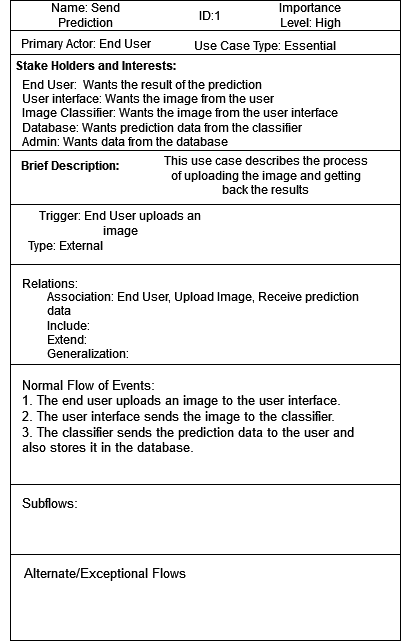 Name: Send Prediction
ID:1
Importance Level: High
Primary Actor: End User
Use Case Type: Essential
Stake Holders and Interests:
End User:  Wants the result of the prediction
User interface: Wants the image from the user
Image Classifier: Wants the image from the user interface
Database: Wants prediction data from the classifier
Admin: Wants data from the database
Brief Description:
This use case describes the process
of uploading the image and getting
back the results
Trigger: End User uploads an
image
Type: External
Relations:
Association: End User, Upload Image, Receive prediction
data
Include:
Extend:
Generalization:
Normal Flow of Events:
1. The end user uploads an image to the user interface.
2. The user interface sends the image to the classifier.
3. The classifier sends the prediction data to the user and
also stores it in the database.
Subflows:
Alternate/Exceptional Flows